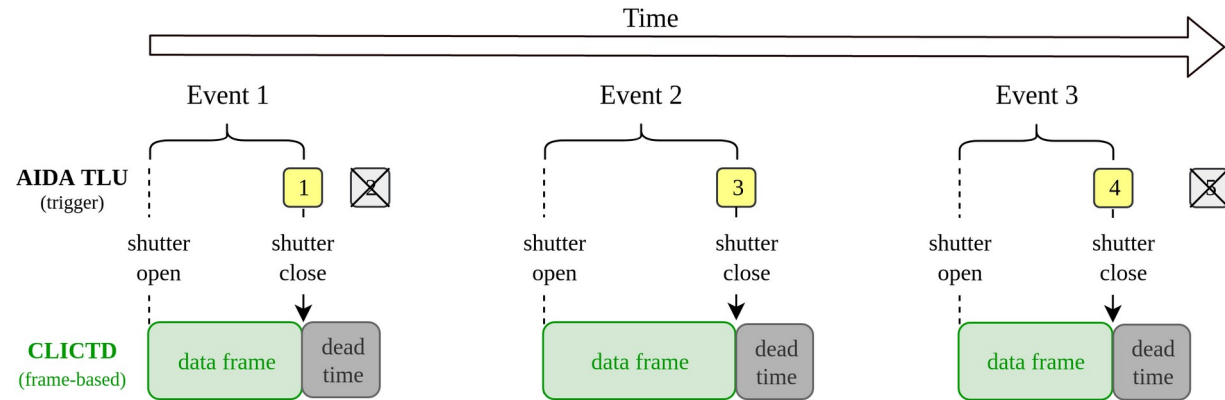 Time
Event 1
Event 2
Event 3
AIDA TLU
(trigger)
1
2
3
4
5
shutter
open
shutter
close
shutter
open
shutter
close
shutter
open
shutter
close
CLICTD
(frame-based)
data frame
dead
time
data frame
dead
time
data frame
dead
time